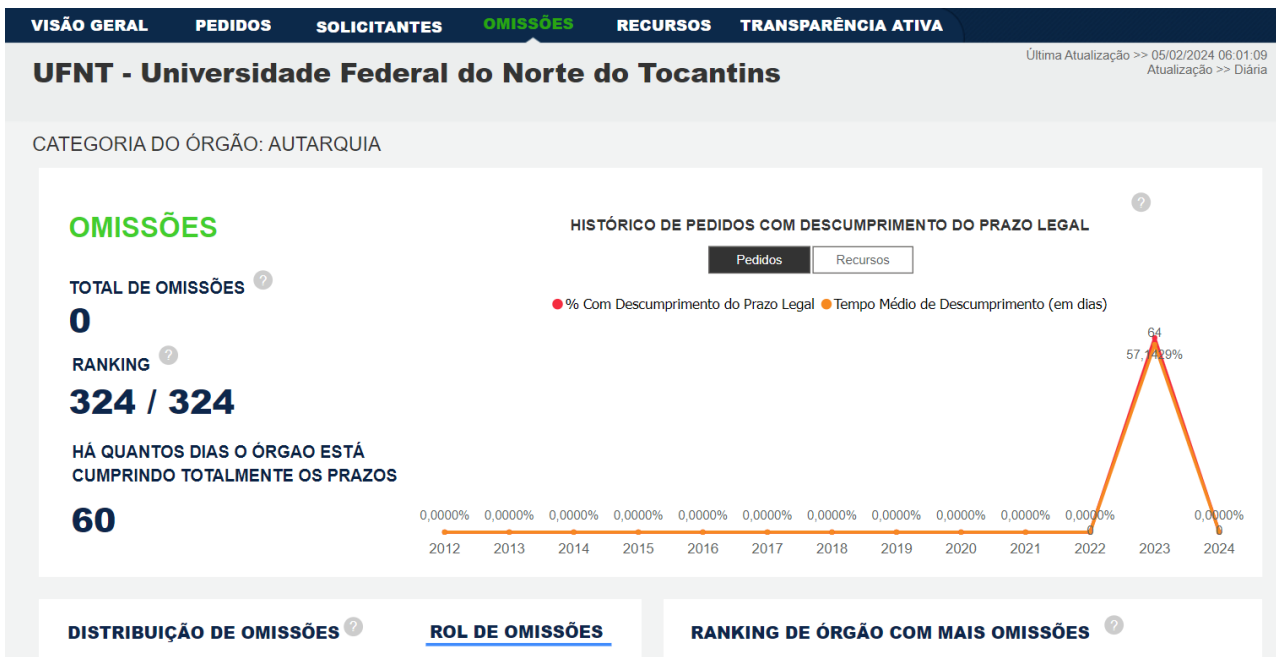 VISÃO GERAL PEDIDOS SOLICITANTES OMISSÕES RECURSOS TRANSPARÊNCIA ATIVA
UFNT - Universidade Federal do Norte do Tocantins
Última Atualização >> 05/02/2024 06:01:09
Atualização >> Diária
CATEGORIA DO ÓRGÃO: AUTARQUIA
OMISSÕES
TOTAL DE OMISSÕES ?
0
RANKING ?
324 / 324
HÁ QUANTOS DIAS O ÓRGAO ESTÁ
CUMPRINDO TOTALMENTE OS PRAZOS
60
?
HISTÓRICO DE PEDIDOS COM DESCUMPRIMENTO DO PRAZO LEGAL
Pedidos Recursos
% Com Descumprimento do Prazo Legal Tempo Médio de Descumprimento (em dias)
64
57,1429%
0,0000% 0,0000% 0,0000% 0,0000% 0,0000% 0,0000% 0,0000% 0,0000% 0,0000% 0,0000% 0,0000% 0,0000%
0 0
2012 2013 2014 2015 2016 2017 2018 2019 2020 2021 2022 2023 2024
DISTRIBUIÇÃO DE OMISSÕES ? ROL DE OMISSÕES
RANKING DE ÓRGÃO COM MAIS OMISSÕES ?